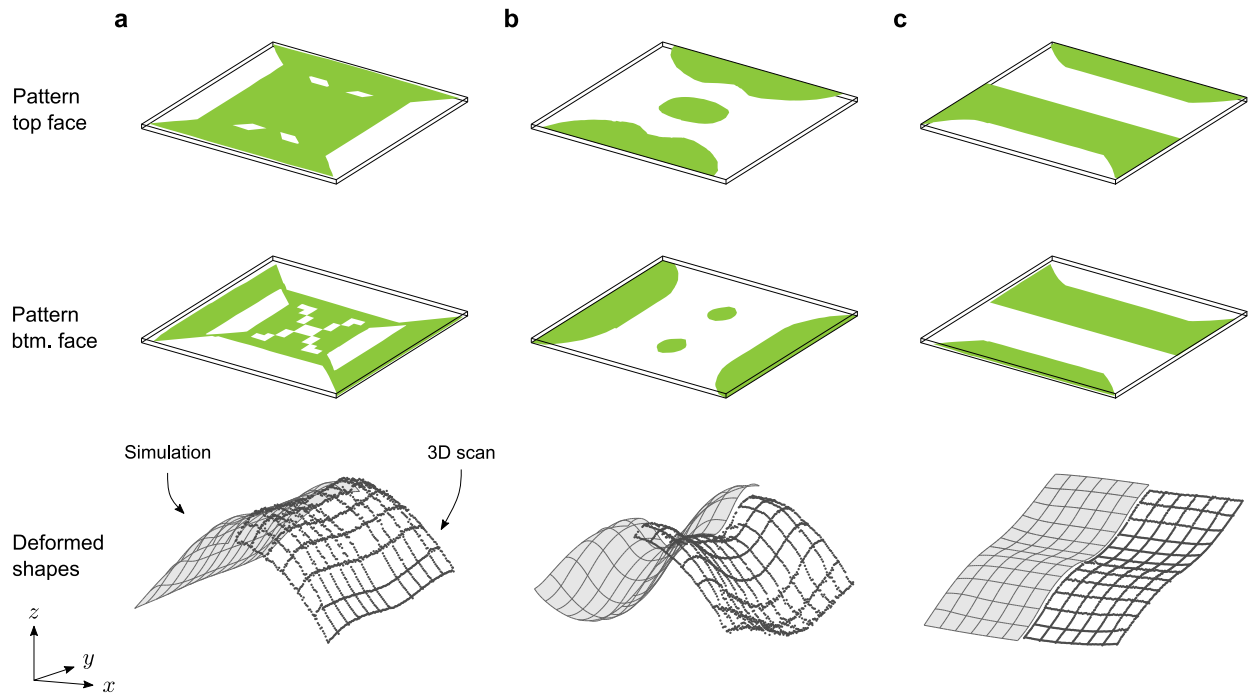 a
b
c
Pattern
top face
Pattern
btm. face
Simulation
3D scan
Deformed
shapes
z
y
x